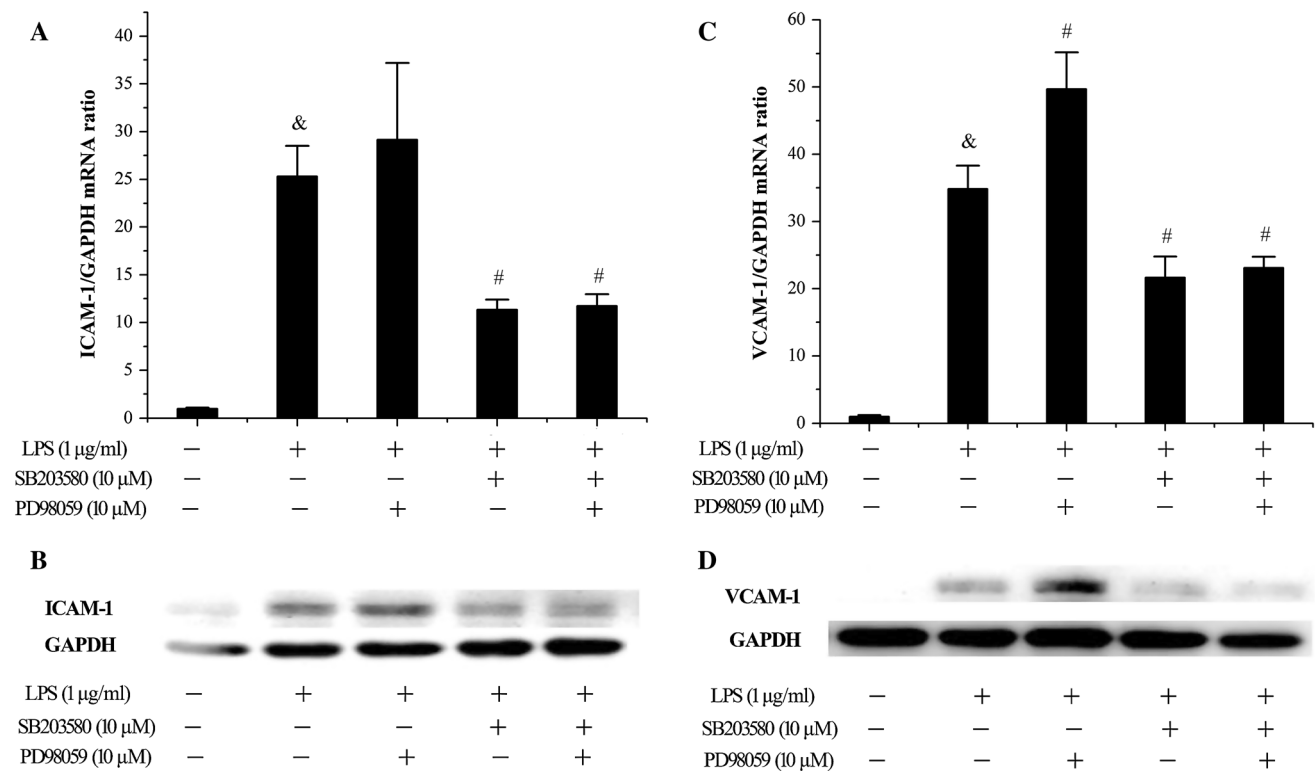 A
ICAM-1/GAPDH mRNA ratio
40
35
30
25
20
15
10
5
0
&
#
#
LPS (1 μg/ml) − + + + +
SB203580 (10 μM) − − − + +
PD98059 (10 μM) − − + − +
C
VCAM-1/GAPDH mRNA ratio
60
50
40
30
20
10
0
&
#
#
#
LPS (1 μg/ml) − + + + +
SB203580 (10 μM) − − − + +
PD98059 (10 μM) − − + − +
B
ICAM-1
GAPDH
LPS (1 μg/ml) − + + + +
SB203580 (10 μM) − − − + +
PD98059 (10 μM) − − + − +
D
VCAM-1
GAPDH
LPS (1 μg/ml) − + + + +
SB203580 (10 μM) − − − + +
PD98059 (10 μM) − − + − +